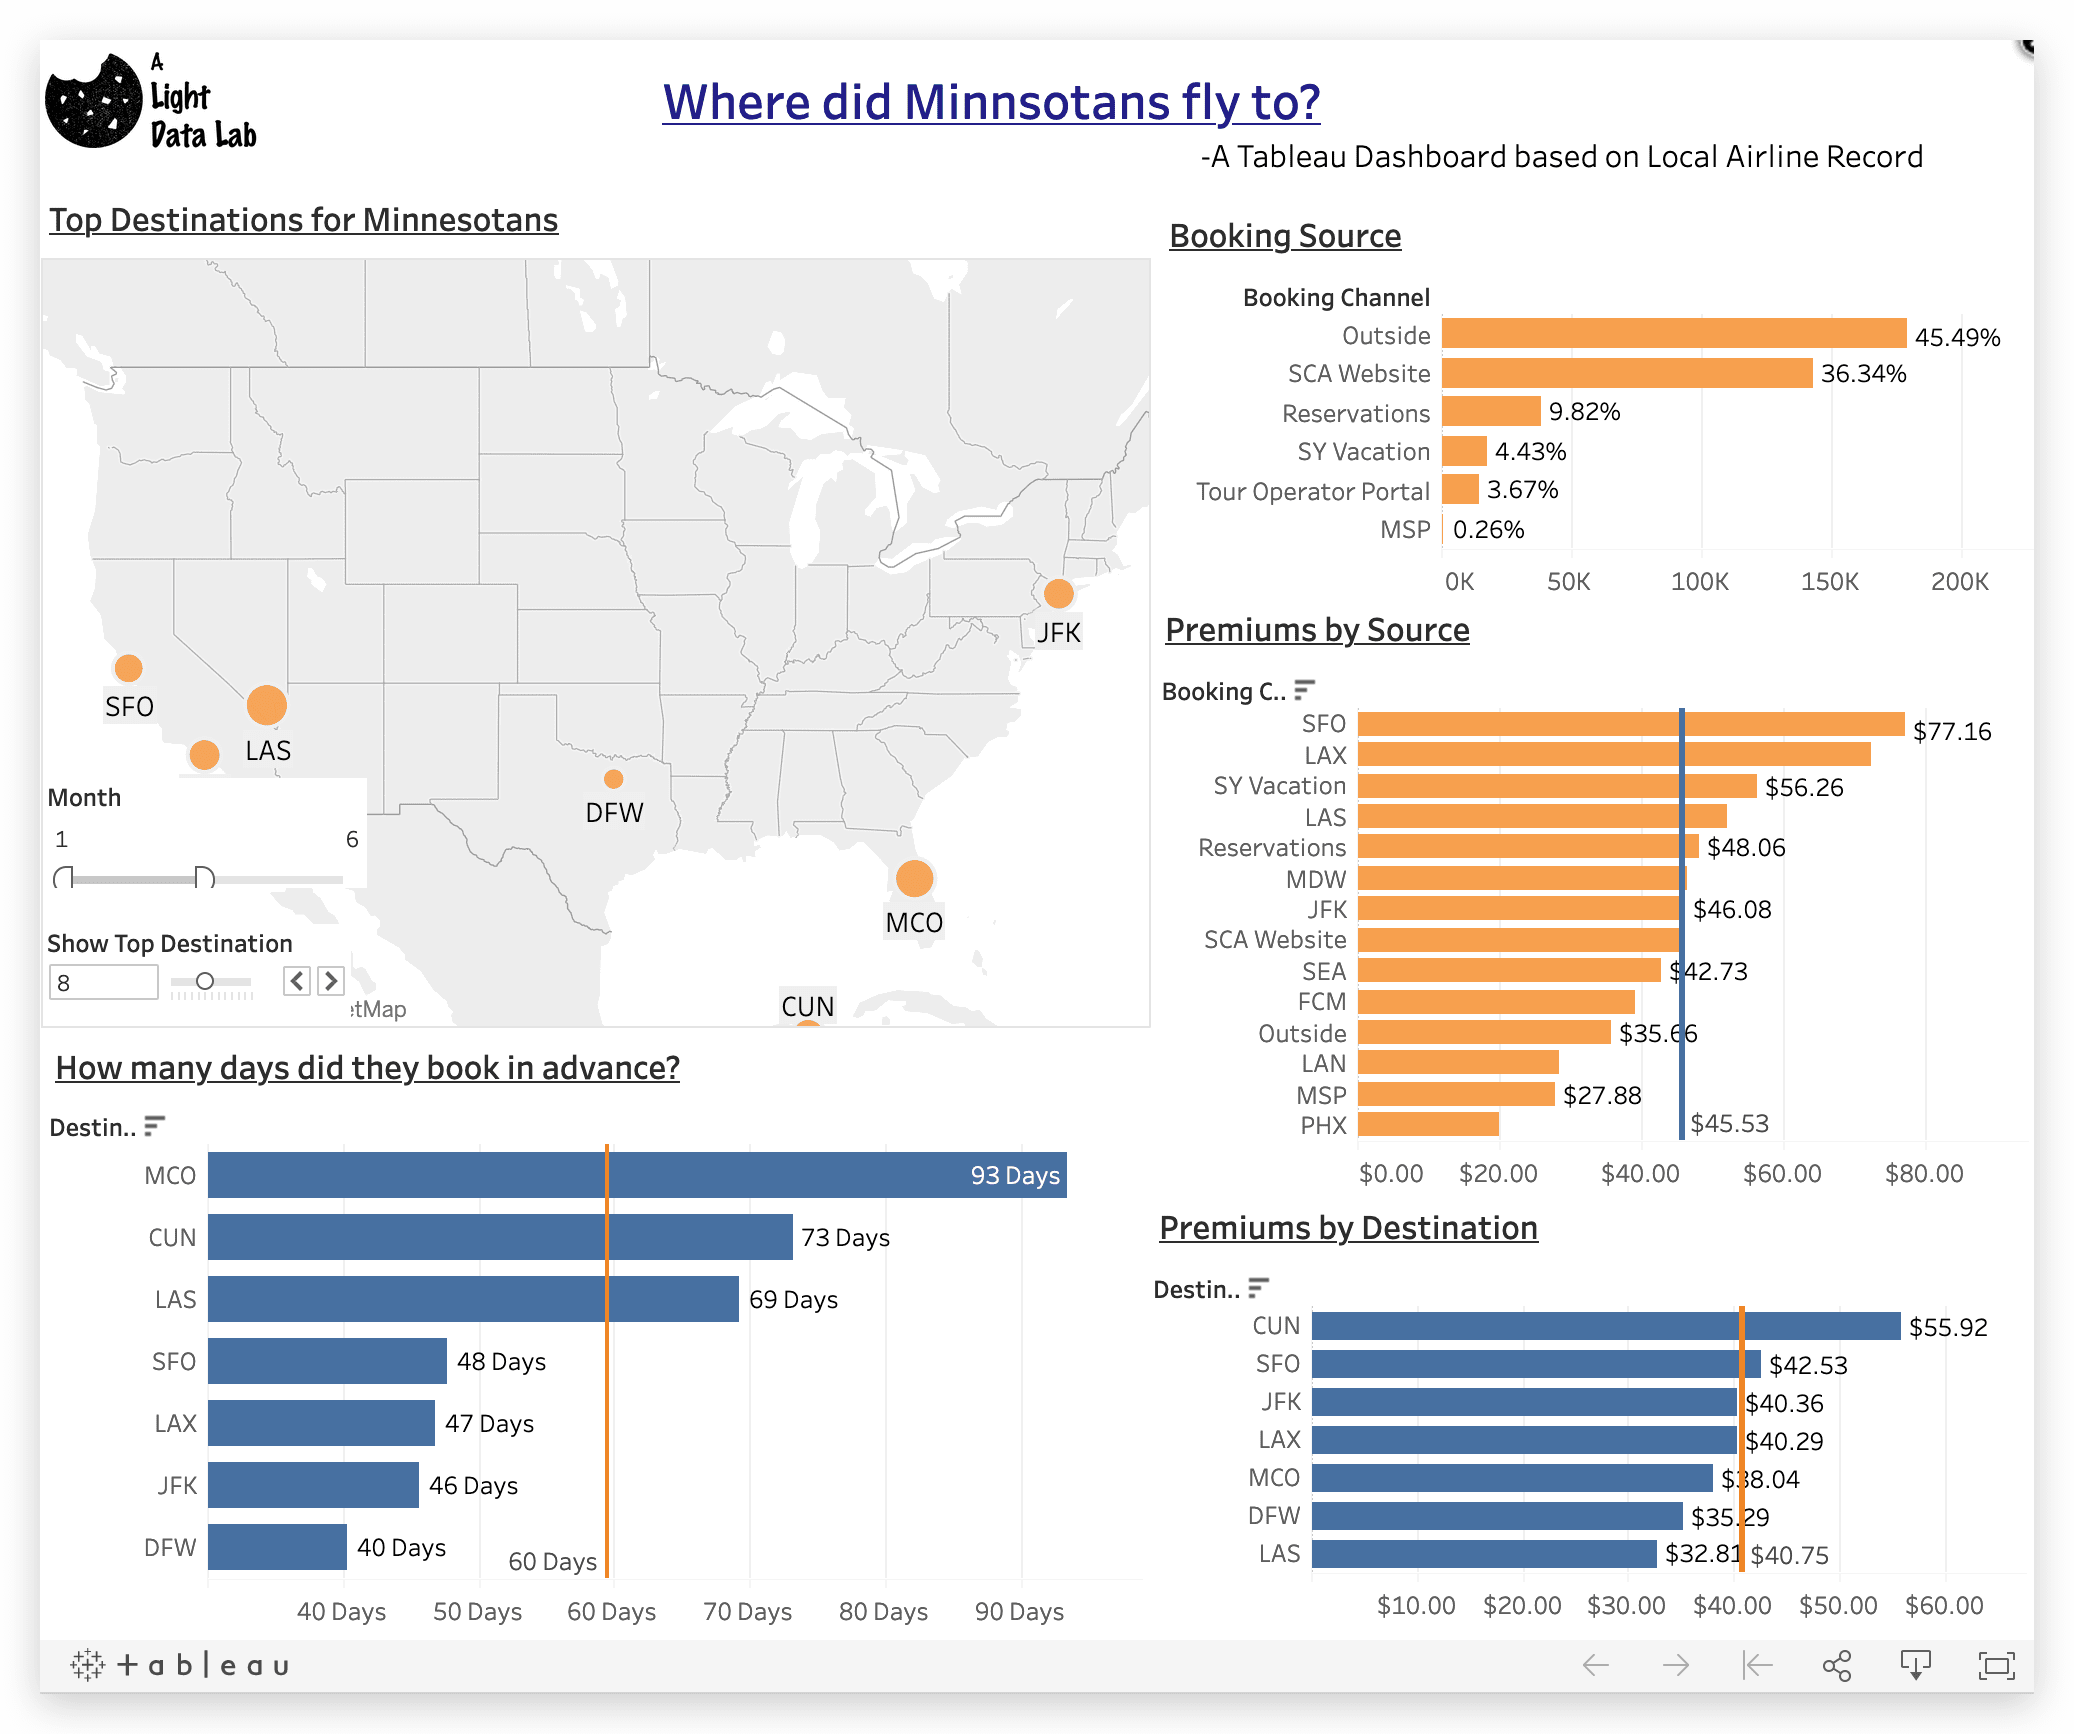 A
Light
Data Lab
Where did Minnsotans fly to?
-A Tableau Dashboard based on Local Airline Record
Top Destinations for Minnesotans
JFK
SFO
LAS
DFW
MCO
CUN
Month
1 6
Show Top Destination
8
etMap
How many days did they book in advance?
Destin..
MCO 93 Days
CUN 73 Days
LAS 69 Days
SFO 48 Days
LAX 47 Days
JFK 46 Days
DFW 40 Days
60 Days
40 Days 50 Days 60 Days 70 Days 80 Days 90 Days
Booking Source
Booking Channel
Outside 45.49%
SCA Website 36.34%
Reservations 9.82%
SY Vacation 4.43%
Tour Operator Portal 3.67%
MSP 0.26%
0K 50K 100K 150K 200K
Premiums by Source
Booking C..
SFO $77.16
LAX
SY Vacation $56.26
LAS
Reservations $48.06
MDW
JFK $46.08
SCA Website
SEA $42.73
FCM
Outside $35.66
LAN
MSP $27.88
PHX $45.53
$0.00 $20.00 $40.00 $60.00 $80.00
Premiums by Destination
Destin..
CUN $55.92
SFO $42.53
JFK $40.36
LAX $40.29
MCO $38.04
DFW $35.29
LAS $32.81 $40.75
$10.00 $20.00 $30.00 $40.00 $50.00 $60.00
+ableau